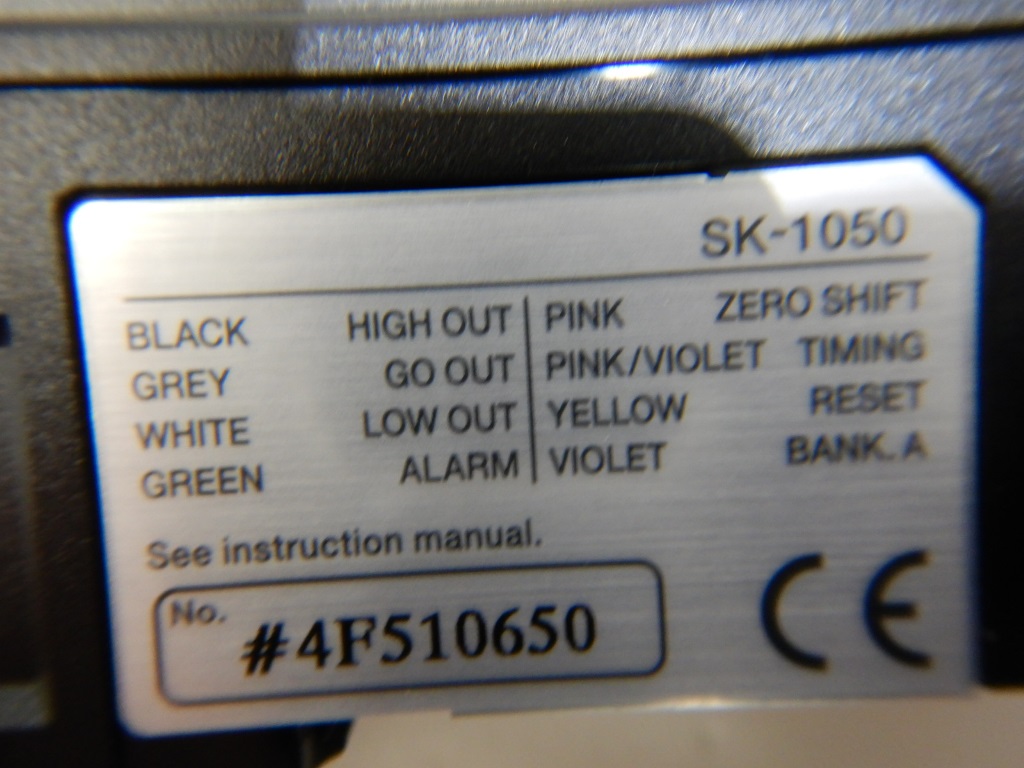 SK-1050
BLACK HIGH OUT PINK ZERO SHIFT
GREY GO OUT PINK/VIOLET TIMING
WHITE LOW OUT YELLOW RESET
GREEN ALARM VIOLET BANK. A
See instruction manual.
No. #4F510650
CE